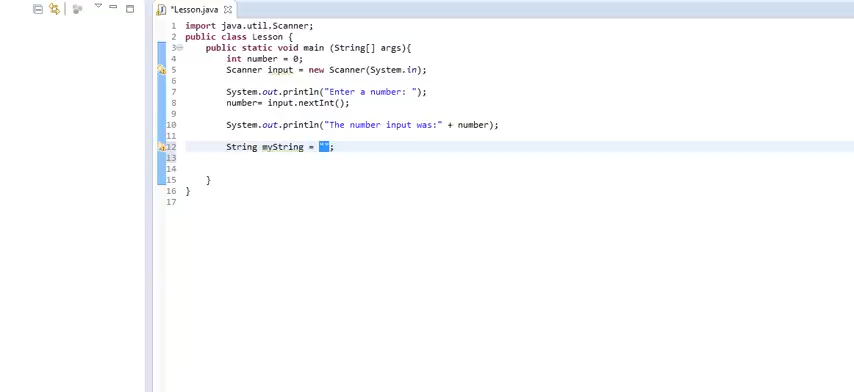 *Lesson.java
1 import java.util.Scanner;
2 public class Lesson {
3 public static void main (String[] args){
4 int number = 0;
5 Scanner input = new Scanner(System.in);
6
7 System.out.println("Enter a number: ");
8 number= input.nextInt();
9
10 System.out.println("The number input was:" + number);
11
12 String myString = "";
13
14
15 }
16 }
17